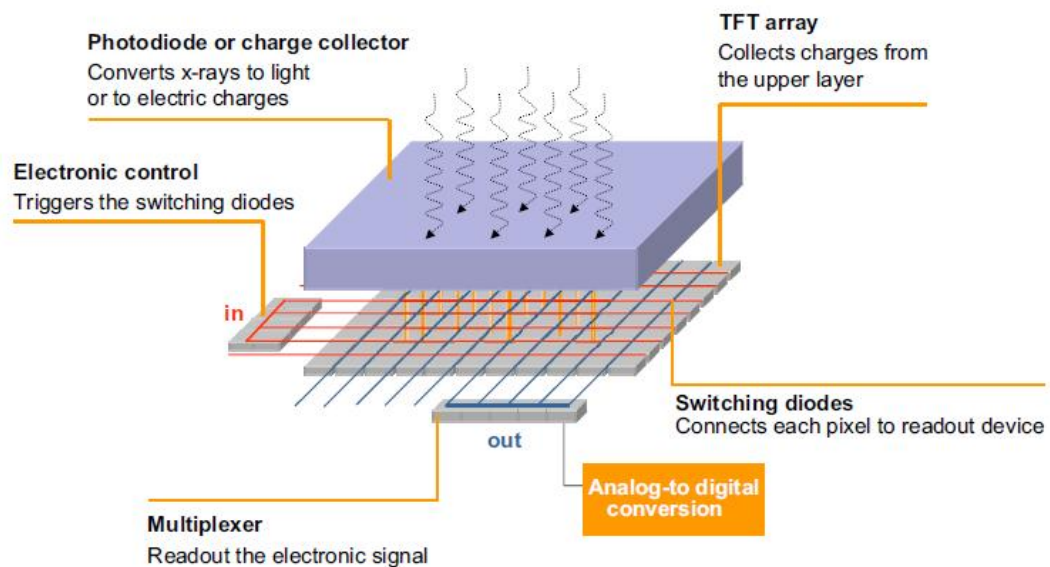 Photodiode or charge collector
Converts x-rays to light
or to electric charges
TFT array
Collects charges from
the upper layer
Electronic control
Triggers the switching diodes
in
Switching diodes
Connects each pixel to readout device
out
Analog-to digital
conversion
Multiplexer
Readout the electronic signal